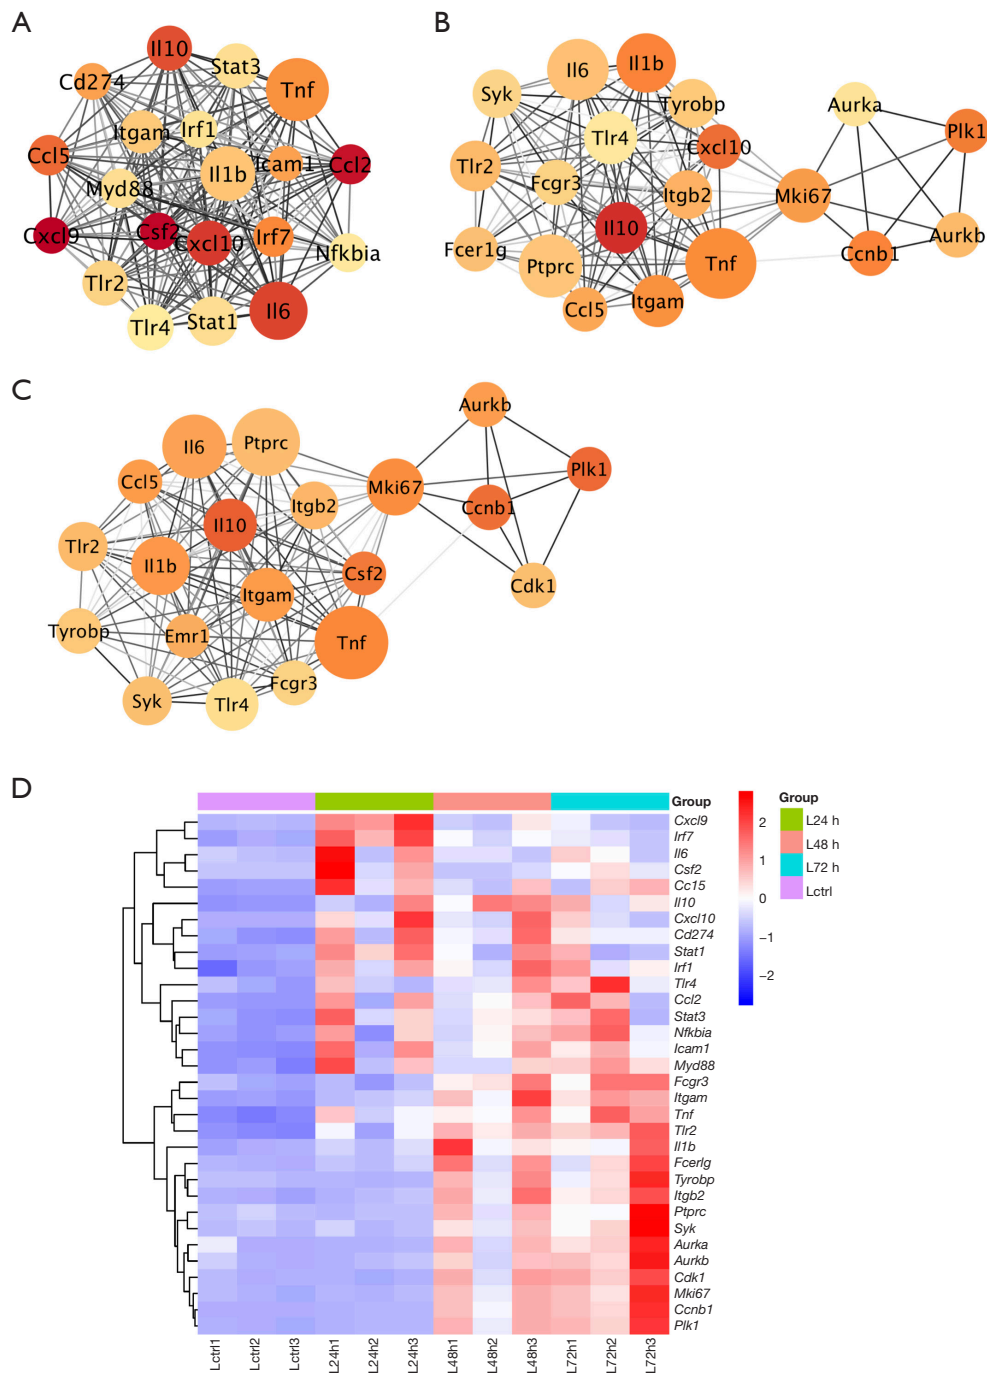 A
Il10
Stat3
Cd274
Tnf
Itgam
Irf1
Ccl5
Il1b
Icam1
Ccl2
Myd88
Cxcl9
Csf2
Cxcl10
Irf7
Nfkbia
Tlr2
Il6
Tlr4
Stat1
B
Il6
Il1b
Syk
Tyrobp
Aurka
Plk1
Tlr4
Cxcl10
Tlr2
Fcgr3
Itgb2
Mki67
Il10
Aurkb
Fcer1g
Ccnb1
Ptprc
Tnf
Ccl5
Itgam
C
Aurkb
Il6
Ptprc
Plk1
Ccl5
Mki67
Itgb2
Ccnb1
Il10
Tlr2
Il1b
Csf2
Itgam
Cdk1
Tyrobp
Emr1
Tnf
Fcgr3
Syk
Tlr4
D
Group
Cxcl9
Irf7
Il6
Csf2
Cc15
Il10
Cxcl10
Cd274
Stat1
Irf1
Tlr4
Ccl2
Stat3
Nfkbia
Icam1
Myd88
Fcgr3
Itgam
Tnf
Tlr2
Il1b
Fcerlg
Tyrobp
Itgb2
Ptprc
Syk
Aurka
Aurkb
Cdk1
Mki67
Ccnb1
Plk1
2
1
0
−1
−2
Group
L24 h
L48 h
L72 h
Lctrl
Lctrl1
Lctrl2
Lctrl3
L24h1
L24h2
L24h3
L48h1
L48h2
L48h3
L72h1
L72h2
L72h3